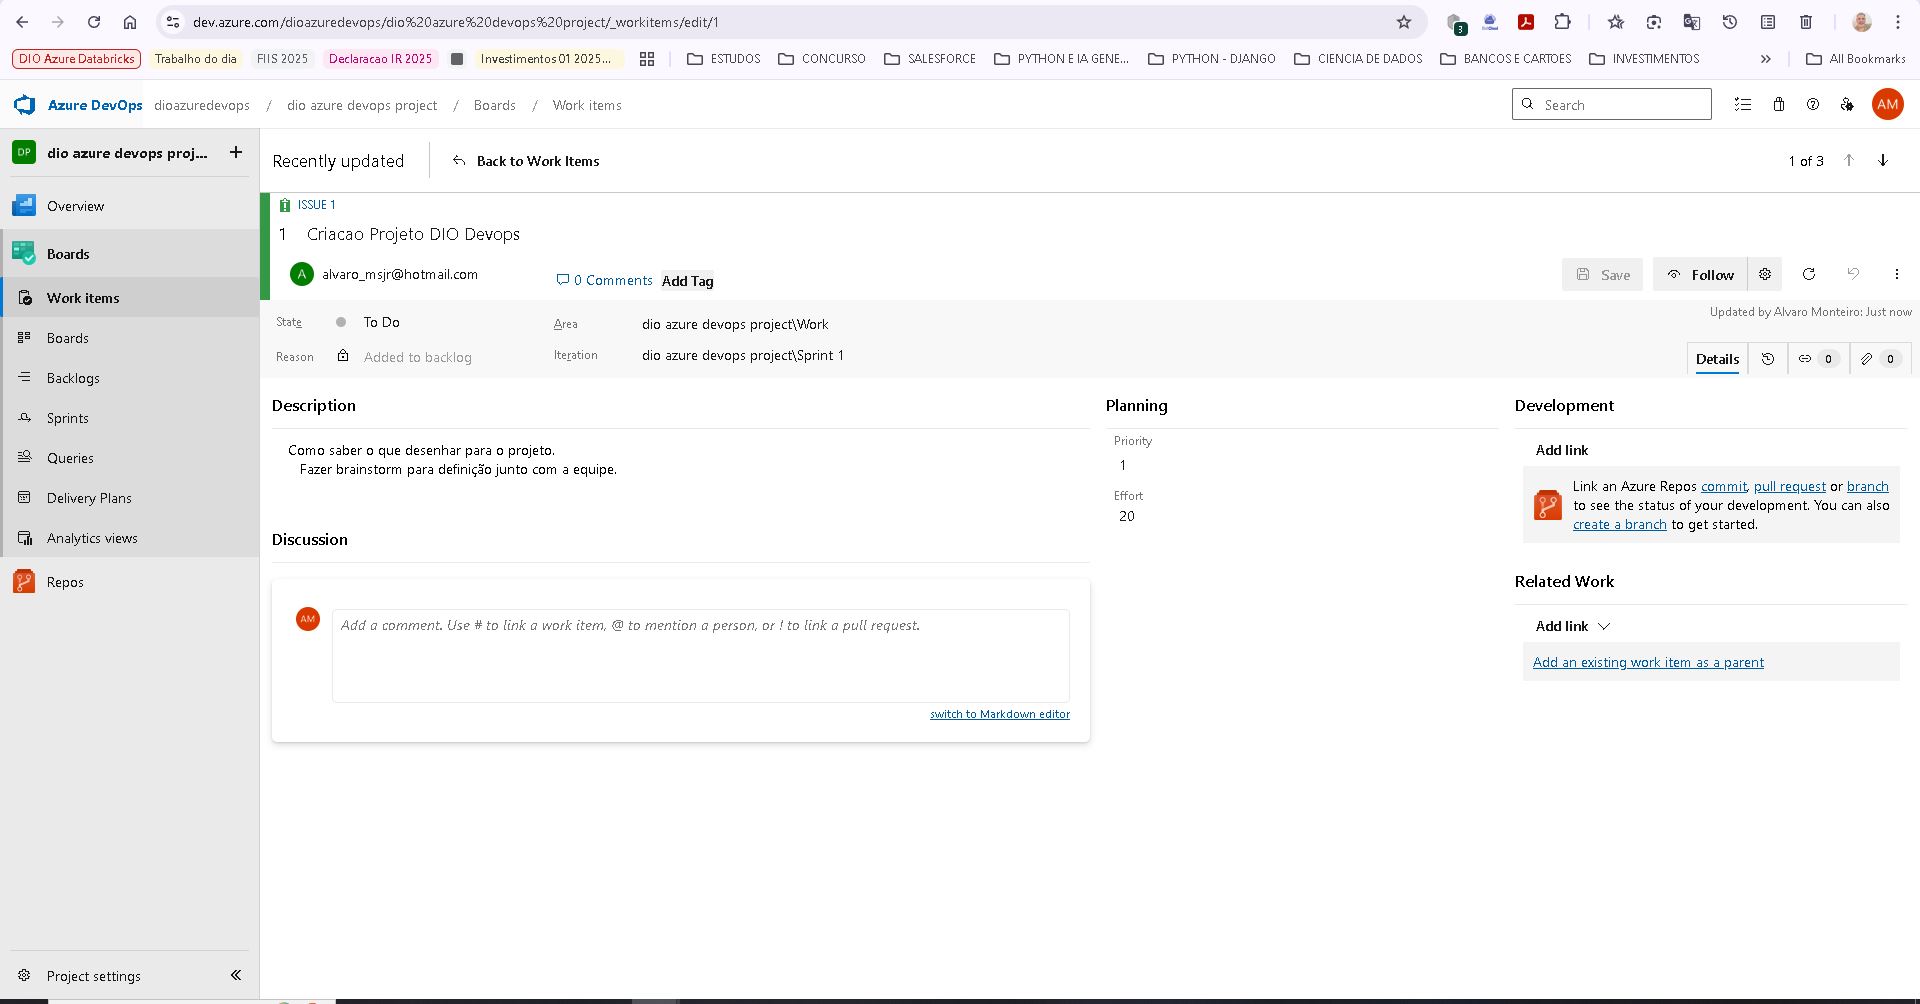 dev.azure.com/dioazuredevops/dio%20azure%20devops%20project/_workitems/edit/1
3
DIO Azure Databricks
Trabalho do dia
FIIS 2025
Declaracao IR 2025
Investimentos 01 2025...
ESTUDOS
CONCURSO
SALESFORCE
PYTHON E IA GENE...
PYTHON - DJANGO
CIENCIA DE DADOS
BANCOS E CARTOES
INVESTIMENTOS
All Bookmarks
Azure DevOps
dioazuredevops / dio azure devops project / Boards / Work items
Search
AM
DP
dio azure devops proj...
Recently updated
Back to Work Items
1 of 3
Overview
Boards
Work items
Boards
Backlogs
Sprints
Queries
Delivery Plans
Analytics views
Repos
Project settings
ISSUE 1
1 Criacao Projeto DIO Devops
A alvaro_msjr@hotmail.com
0 Comments
Add Tag
Save
Follow
State To Do
Area dio azure devops project\Work
Updated by Alvaro Monteiro: Just now
Reason Added to backlog
Iteration dio azure devops project\Sprint 1
Details
0
0
Description
Como saber o que desenhar para o projeto.
Fazer brainstorm para definição junto com a equipe.
Discussion
AM
Add a comment. Use # to link a work item, @ to mention a person, or ! to link a pull request.
switch to Markdown editor
Planning
Priority
1
Effort
20
Development
Add link
Link an Azure Repos commit, pull request or branch
to see the status of your development. You can also
create a branch to get started.
Related Work
Add link
Add an existing work item as a parent